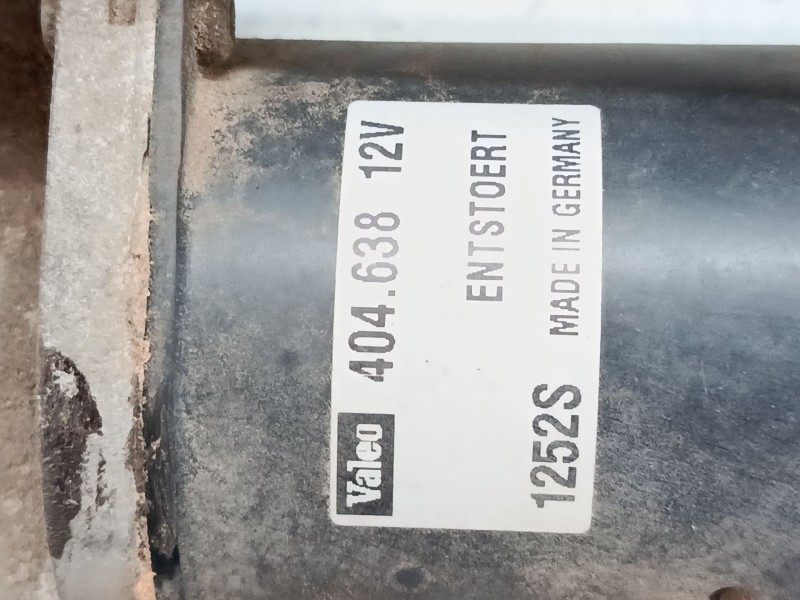 Valeo 404.638 12V
ENTSTOERT
1252S MADE IN GERMANY